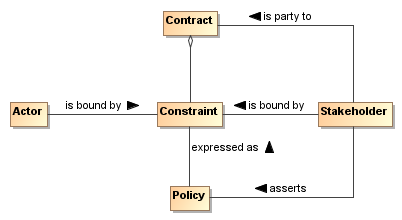 Contract
is party to
is bound by
is bound by
Actor
Constraint
Stakeholder
expressed as
Policy
asserts